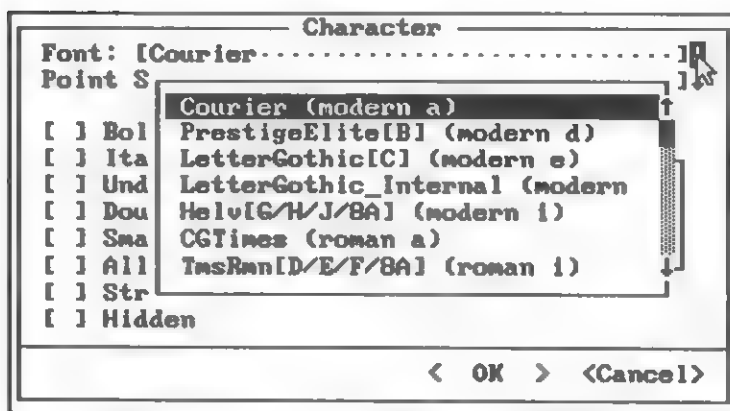 Character
Font: [Courier·····························]
Point S
Courier (modern a)
[ ] Bol
PrestigeElite[B] (modern d)
[ ] Ita
LetterGothic[C] (modern e)
[ ] Und
LetterGothic_Internal (modern
[ ] Dou
Helv[G/H/J/8A] (modern i)
[ ] Sma
CGTimes (roman a)
[ ] All
TmsRmn[D/E/F/8A] (roman i)
[ ] Str
[ ] Hidden
< OK > <Cancel>